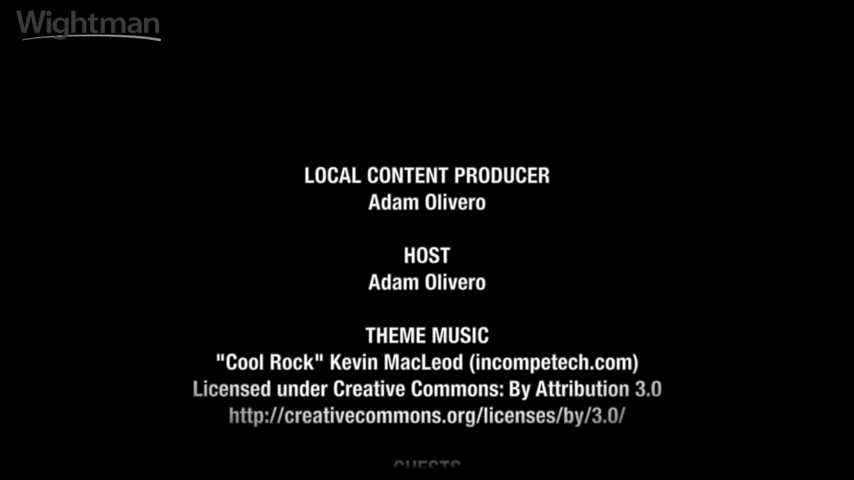 Wightman
LOCAL CONTENT PRODUCER
Adam Olivero
HOST
Adam Olivero
THEME MUSIC
"Cool Rock" Kevin MacLeod (incompetech.com)
Licensed under Creative Commons: By Attribution 3.0
http://creativecommons.org/licenses/by/3.0/
GUESTS